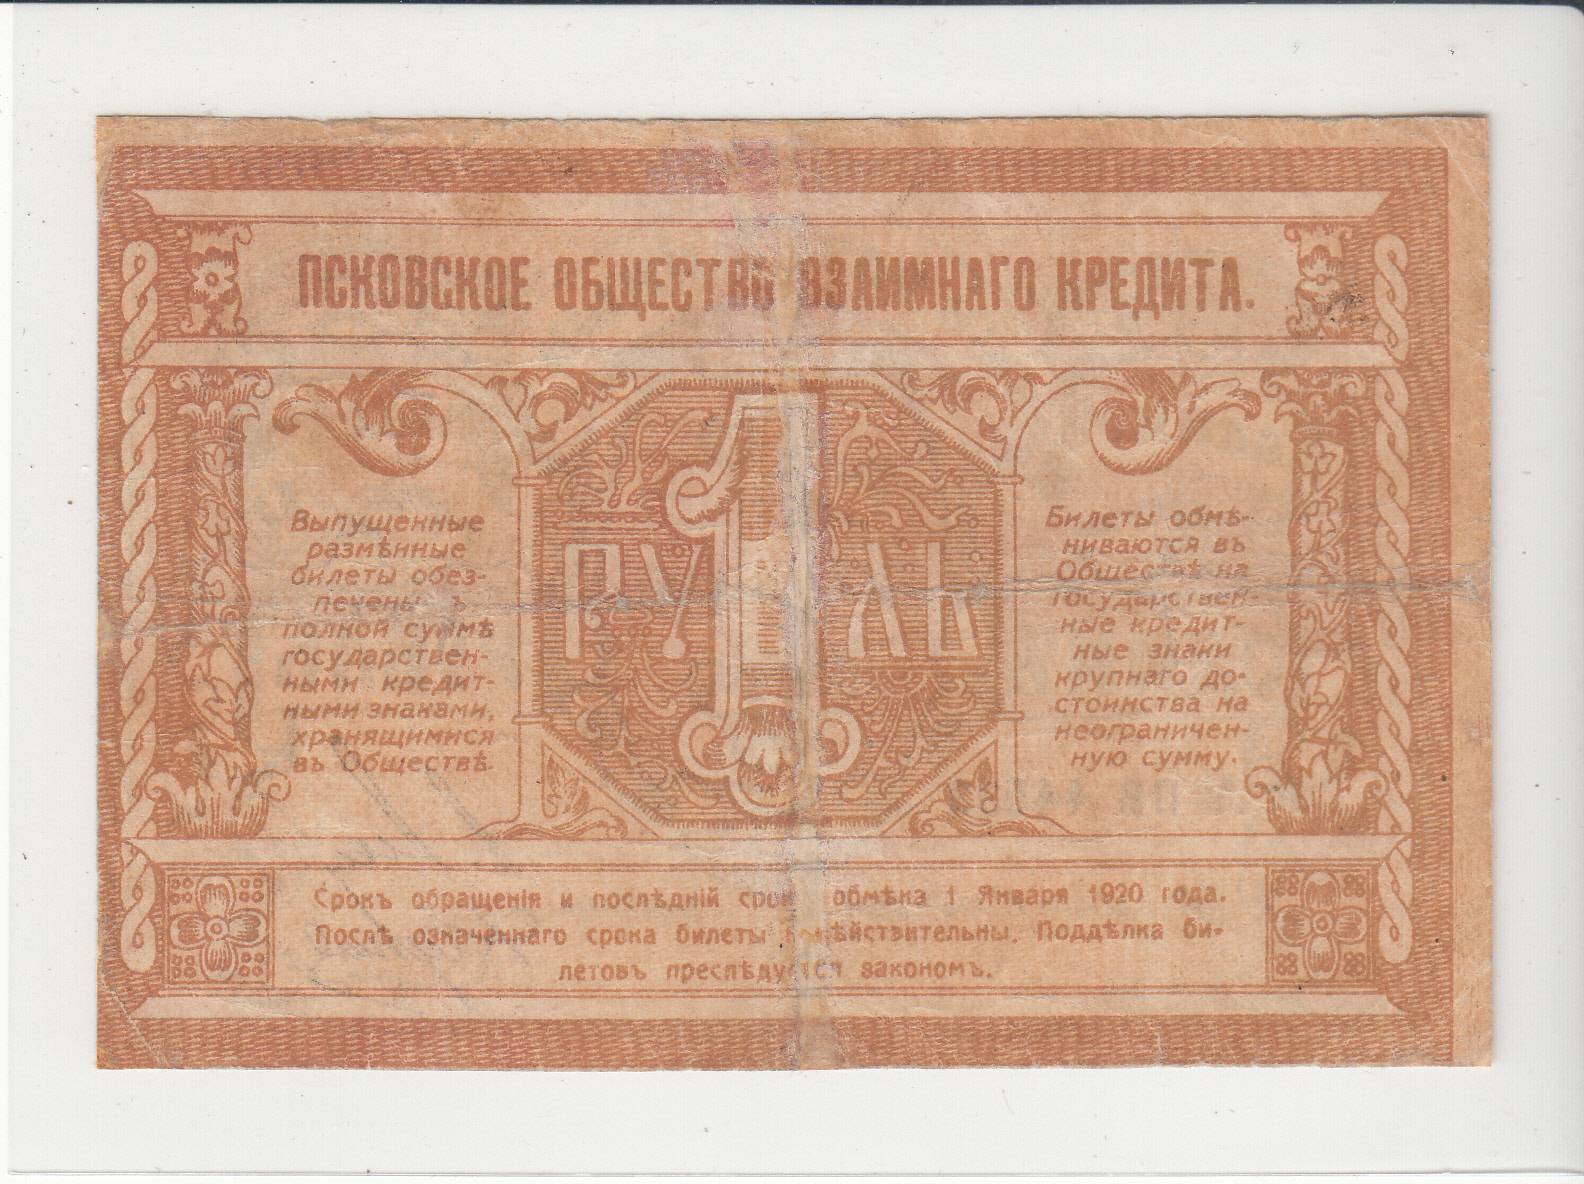 ПСКОВСКОЕ ОБЩЕСТВО ВЗАИМНАГО КРЕДИТА.
1
РУБЛЬ
Выпущенные
размѣнные
билеты обез-
печены въ
полной суммѣ
государствен-
ными кредит-
ными знаками,
хранящимися
въ Обществѣ.
Билеты обмѣ-
ниваются въ
Обществѣ на
государствен-
ные кредит-
ные знаки
крупнаго до-
стоинства на
неограничен-
ную сумму.
Срокъ обращенія и послѣдній срокъ обмѣна 1 Января 1920 года.
Послѣ означеннаго срока билеты недѣйствительны. Поддѣлка би-
летовъ преслѣдуется закономъ.